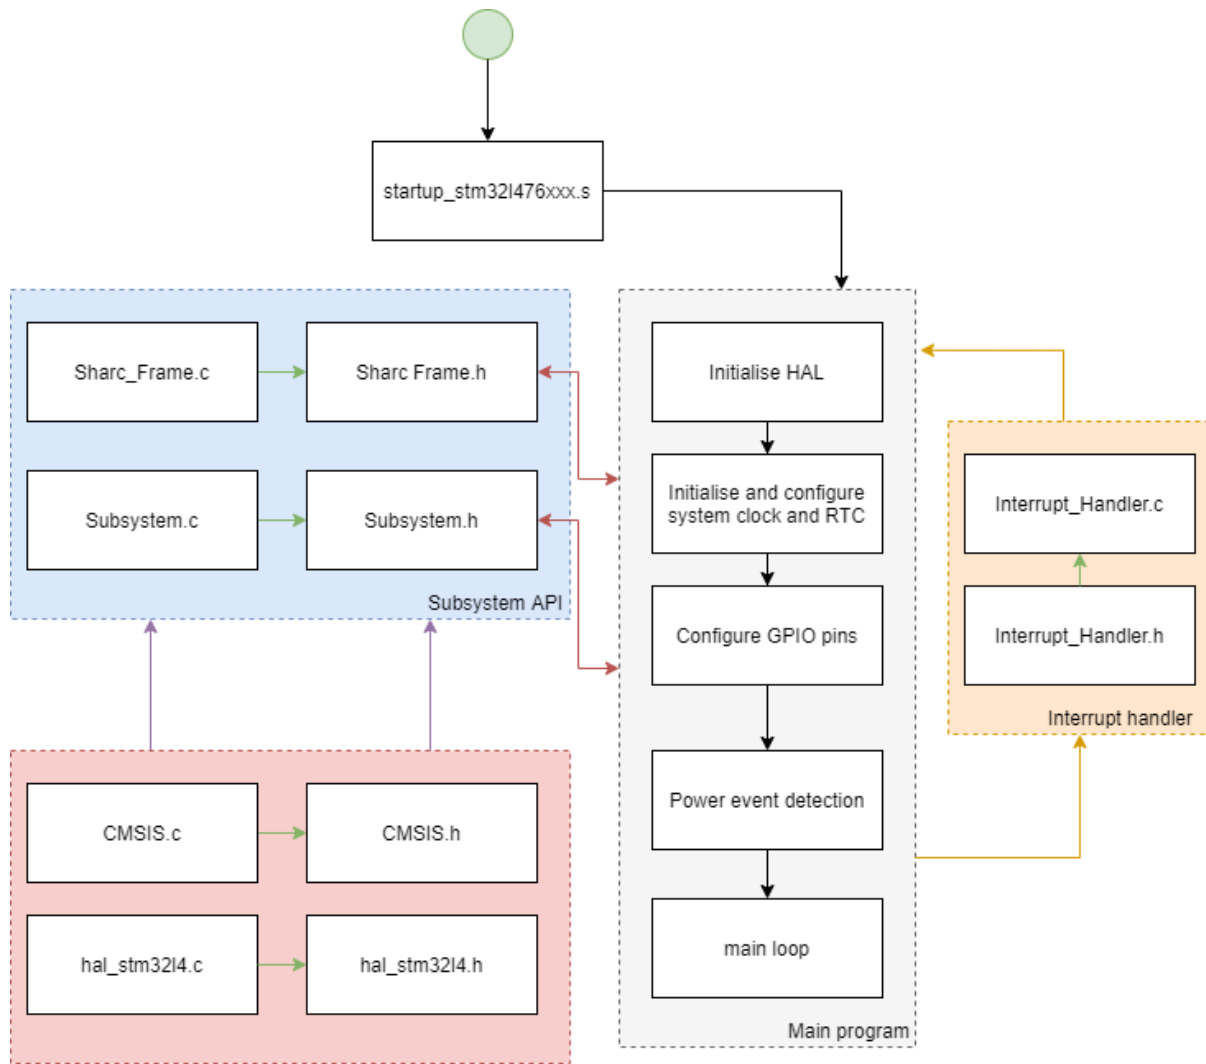 startup_stm32l476xxx.s
Sharc_Frame.c
Sharc Frame.h
Subsystem.c
Subsystem.h
Subsystem API
CMSIS.c
CMSIS.h
hal_stm32l4.c
hal_stm32l4.h
Initialise HAL
Initialise and configure
system clock and RTC
Configure GPIO pins
Power event detection
main loop
Main program
Interrupt_Handler.c
Interrupt_Handler.h
Interrupt handler